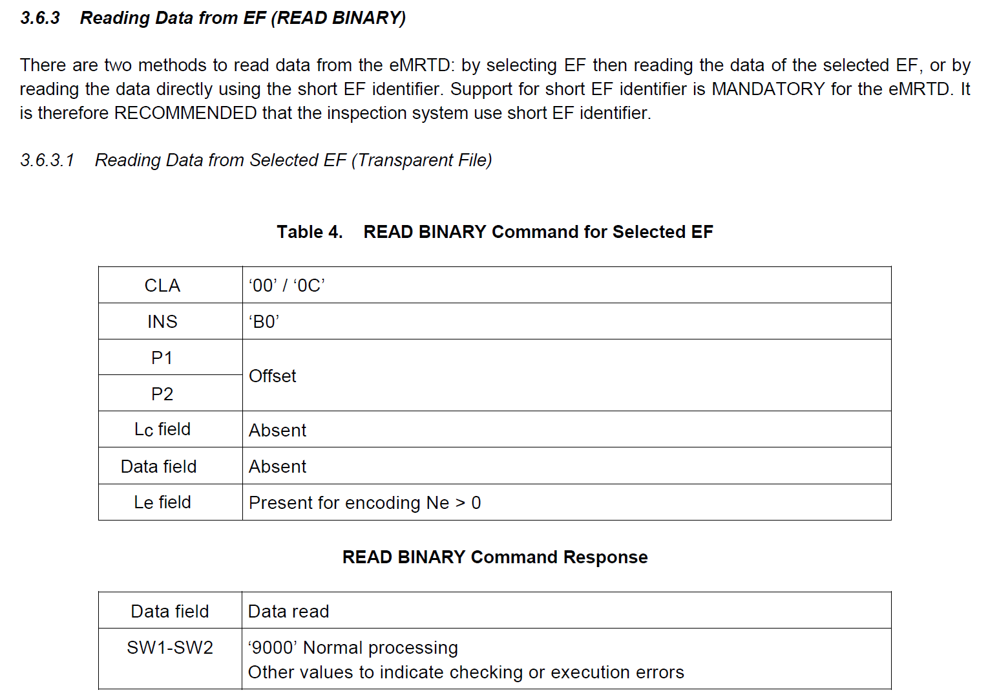 3.6.3 Reading Data from EF (READ BINARY)
There are two methods to read data from the eMRTD: by selecting EF then reading the data of the selected EF, or by
reading the data directly using the short EF identifier. Support for short EF identifier is MANDATORY for the eMRTD. It
is therefore RECOMMENDED that the inspection system use short EF identifier.
3.6.3.1 Reading Data from Selected EF (Transparent File)
Table 4. READ BINARY Command for Selected EF
CLA ‘00’ / ‘0C’
INS ‘B0’
P1
Offset
P2
Lc field Absent
Data field Absent
Le field Present for encoding Ne > 0
READ BINARY Command Response
Data field Data read
SW1-SW2 ‘9000’ Normal processing
Other values to indicate checking or execution errors